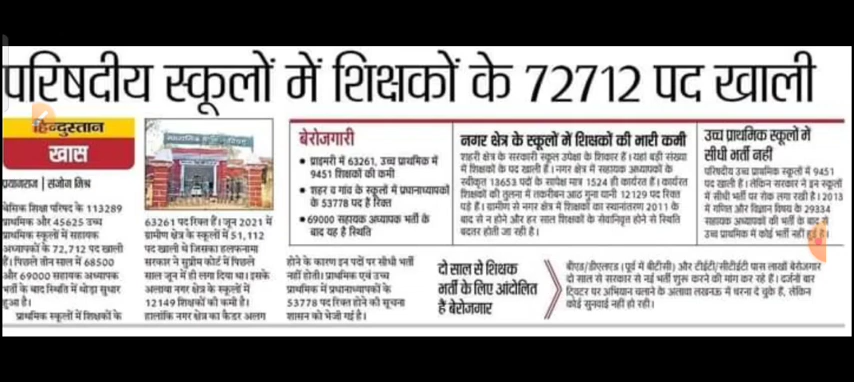 परिषदीय स्कूलों में शिक्षकों के 72712 पद खाली
हिन्दुस्तान
खास
प्रयागराज | संजोग मिश्र
बेसिक शिक्षा परिषद के 113289
प्राथमिक और 45625 उच्च
प्राथमिक स्कूलों में सहायक
अध्यापकों के 72,712 पद खाली
हैं। पिछले तीन साल में 68500
और 69000 सहायक अध्यापक
भर्ती के बाद स्थिति में थोड़ा सुधार
हुआ है।
प्राथमिक स्कूलों में शिक्षकों के
63261 पद रिक्त हैं। जून 2021 में
ग्रामीण क्षेत्र के स्कूलों में 51,112
पद खाली थे जिसका हलफनामा
सरकार ने सुप्रीम कोर्ट में पिछले
साल जून में ही लगा दिया था। इसके
अलावा नगर क्षेत्र के स्कूलों में
12149 शिक्षकों की कमी है।
हालांकि नगर क्षेत्र का कैडर अलग
होने के कारण इन पदों पर सीधी भर्ती
नहीं होती। प्राथमिक एवं उच्च
प्राथमिक में प्रधानाध्यापकों के
53778 पद रिक्त होने की सूचना
शासन को भेजी गई है।
बेरोजगारी
• प्राइमरी में 63261, उच्च प्राथमिक में
9451 शिक्षकों की कमी
• शहर व गांव के स्कूलों में प्रधानाध्यापकों
के 53778 पद है रिक्त
• 69000 सहायक अध्यापक भर्ती के
बाद यह है स्थिति
नगर क्षेत्र के स्कूलों में शिक्षकों की भारी कमी
शहरी क्षेत्र के सरकारी स्कूल उपेक्षा के शिकार हैं। यहां बड़ी संख्या
में शिक्षकों के पद खाली हैं। नगर क्षेत्र में सहायक अध्यापकों के
स्वीकृत 13653 पदों के सापेक्ष मात्र 1524 ही कार्यरत हैं। कार्यरत
शिक्षकों की तुलना में तकरीबन आठ गुना यानी 12129 पद रिक्त
पड़े हैं। ग्रामीण से नगर क्षेत्र में शिक्षकों का स्थानांतरण 2011 के
बाद से न होने और हर साल शिक्षकों के सेवानिवृत्त होने से स्थिति
बदतर होती जा रही है।
उच्च प्राथमिक स्कूलों में
सीधी भर्ती नहीं
परिषदीय उच्च प्राथमिक स्कूलों में 9451
पद खाली है। लेकिन सरकार ने इन स्कूलों
में सीधी भर्ती पर रोक लगा रखी है। 2013
में गणित और विज्ञान विषय के 29334
सहायक अध्यापकों की भर्ती के बाद से
उच्च प्राथमिक में कोई भर्ती नहीं हुई है।
दो साल से शिक्षक
भर्ती के लिए आंदोलित
हैं बेरोजगार
बीएड/डीएलएड (पूर्व में बीटीसी) और टीईटी/सीटीईटी पास लाखों बेरोजगार
दो साल से सरकार से नई भर्ती शुरू करने की मांग कर रहे हैं। दर्जनों बार
ट्विटर पर अभियान चलाने के अलावा लखनऊ में धरना दे चुके हैं, लेकिन
कोई सुनवाई नहीं हो रही।